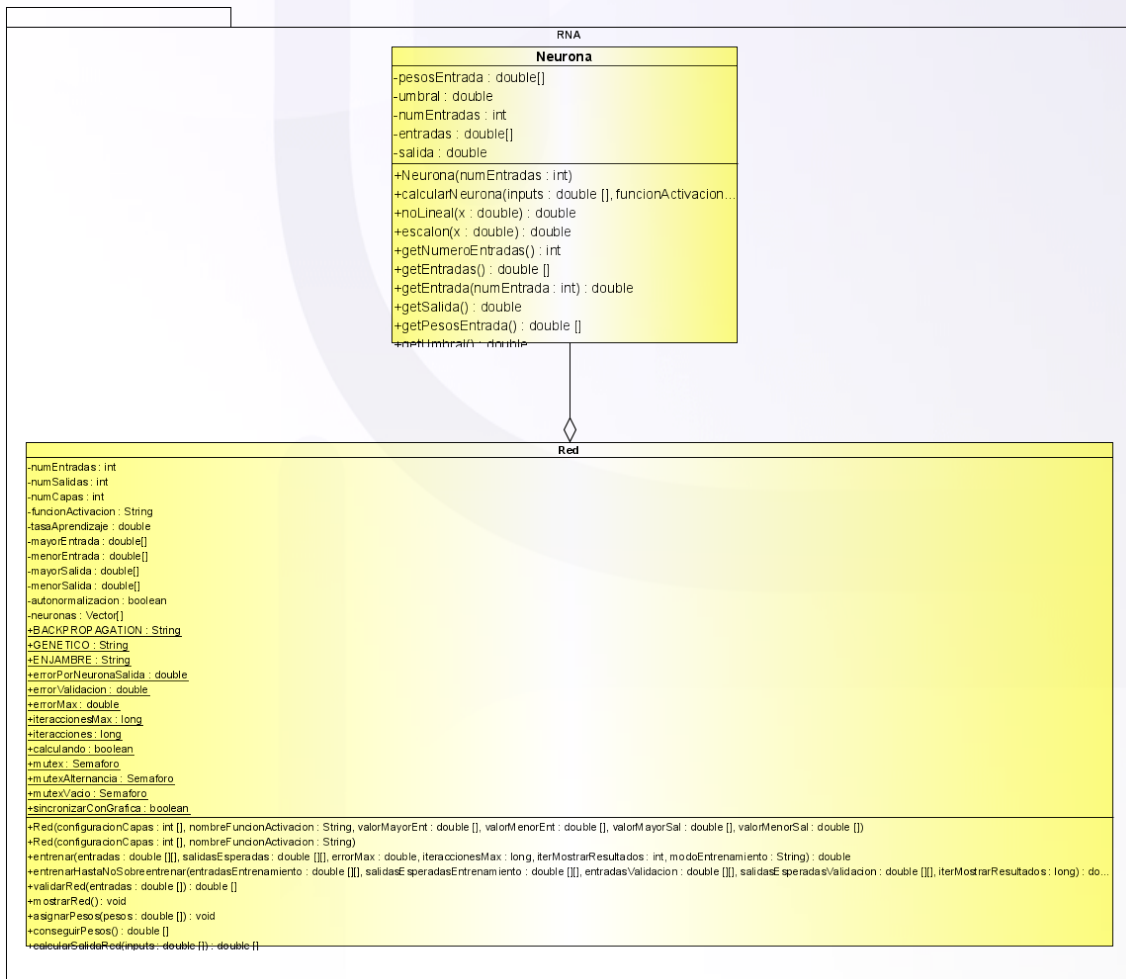 RNA
Neurona
-pesosEntrada : double[]
-umbral : double
-numEntradas : int
-entradas : double[]
-salida : double
+Neurona(numEntradas : int)
+calcularNeurona(inputs : double [], funcionActivacion...
+noLineal(x : double) : double
+escalon(x : double) : double
+getNumeroEntradas() : int
+getEntradas() : double []
+getEntrada(numEntrada : int) : double
+getSalida() : double
+getPesosEntrada() : double []
+getUmbral() : double
Red
-numEntradas : int
-numSalidas : int
-numCapas : int
-funcionActivacion : String
-tasaAprendizaje : double
-mayorEntrada : double[]
-menorEntrada : double[]
-mayorSalida : double[]
-menorSalida : double[]
-autonormalizacion : boolean
-neuronas : Vector[]
+BACKPROPAGATION : String
+GENETICO : String
+ENJAMBRE : String
+errorPorNeuronaSalida : double
+errorValidacion : double
+errorMax : double
+iteraccionesMax : long
+iteracciones : long
+calculando : boolean
+mutex : Semaforo
+mutexAlternancia : Semaforo
+mutexVacio : Semaforo
+sincronizarConGrafica : boolean
+Red(configuracionCapas : int [], nombreFuncionActivacion : String, valorMayorEnt : double [], valorMenorEnt : double [], valorMayorSal : double [], valorMenorSal : double [])
+Red(configuracionCapas : int [], nombreFuncionActivacion : String)
+entrenar(entradas : double [][], salidasEsperadas : double [][], errorMax : double, iteraccionesMax : long, iterMostrarResultados : int, modoEntrenamiento : String) : double
+entrenarHastaNoSobreentrenar(entradasEntrenamiento : double [][], salidasEsperadasEntrenamiento : double [][], entradasValidacion : double [][], salidasEsperadasValidacion : double [][], iterMostrarResultados : long) : do...
+validarRed(entradas : double []) : double []
+mostrarRed() : void
+asignarPesos(pesos : double []) : void
+conseguirPesos() : double []
+calcularSalidaRed(inputs : double []) : double []